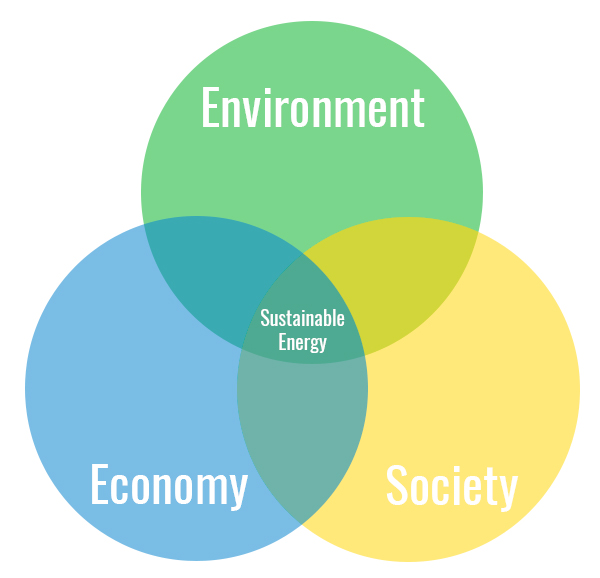 Environment
Sustainable
Energy
Economy
Society